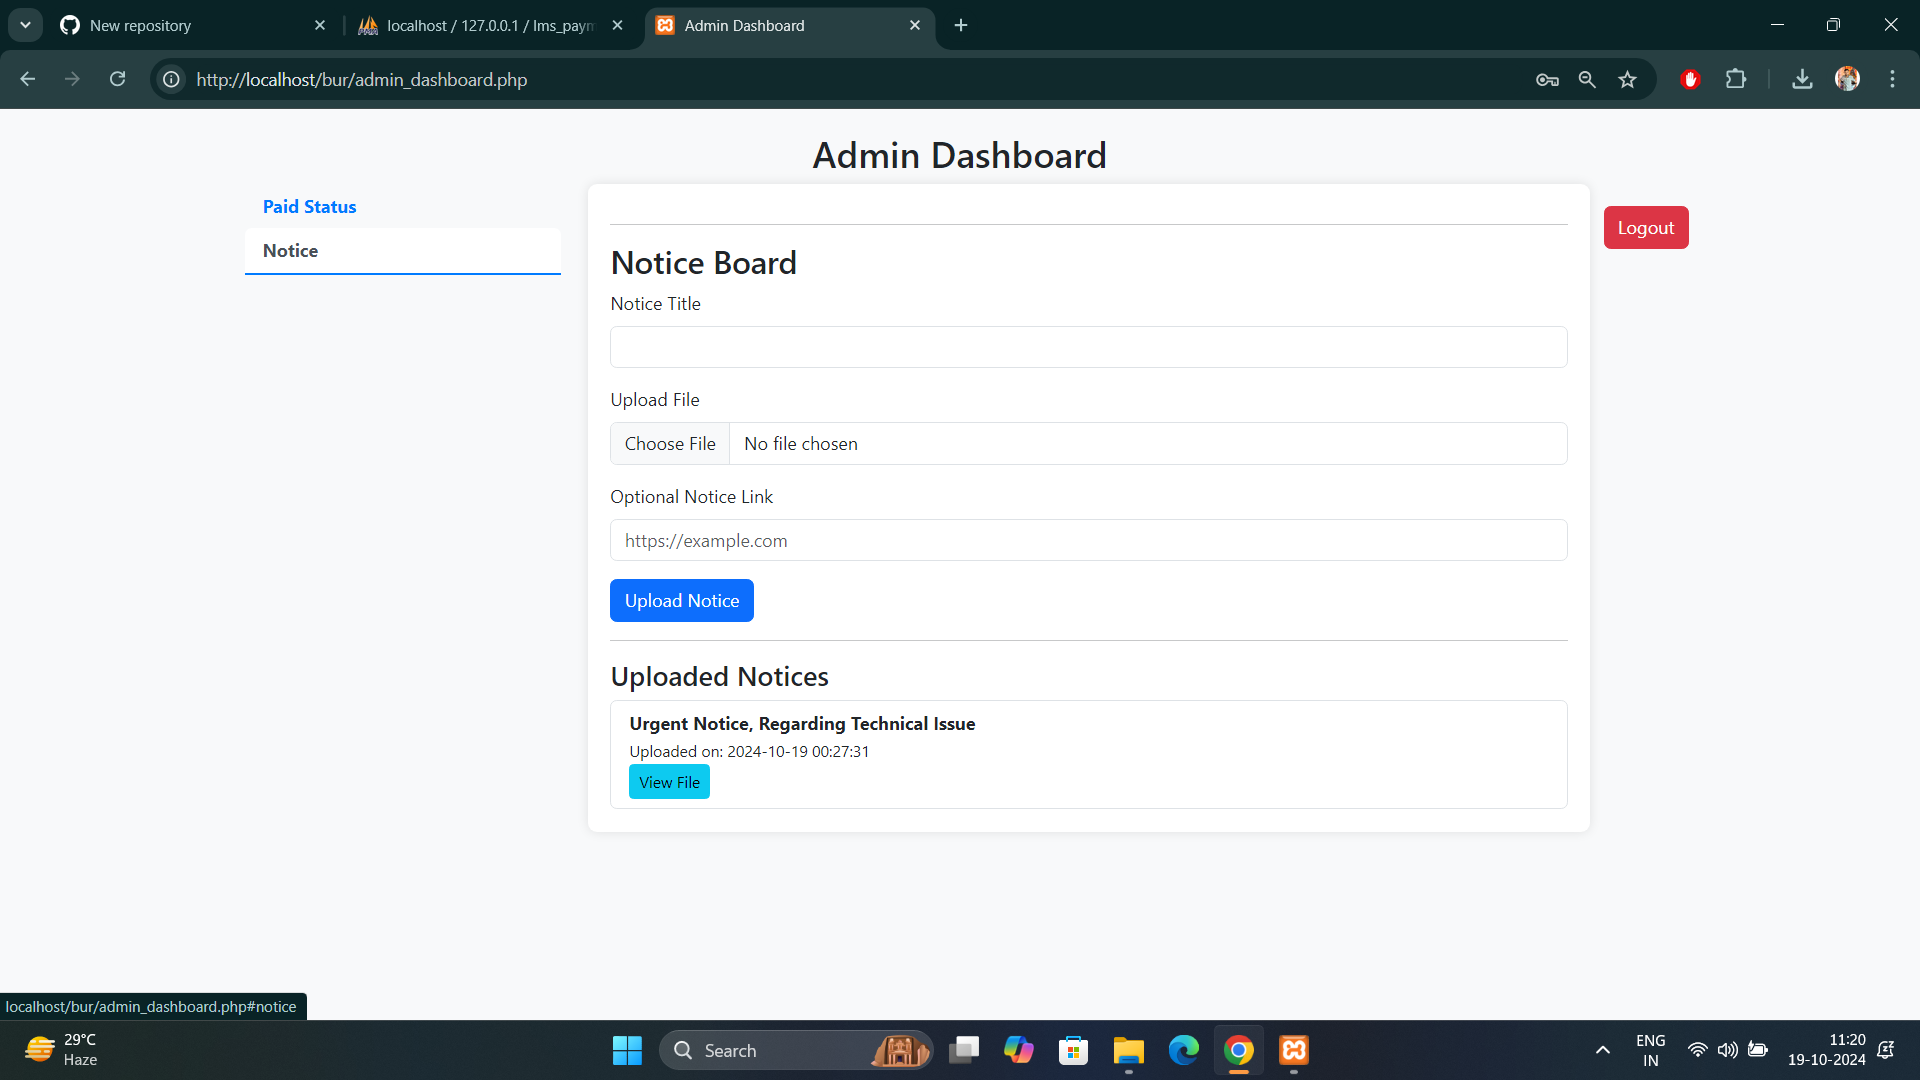 New repository
localhost / 127.0.0.1 / lms_paym
Admin Dashboard
http://localhost/bur/admin_dashboard.php
Admin Dashboard
Paid Status
Notice
Logout
Notice Board
Notice Title
Upload File
Choose File No file chosen
Optional Notice Link
https://example.com
Upload Notice
Uploaded Notices
Urgent Notice, Regarding Technical Issue
Uploaded on: 2024-10-19 00:27:31
View File
localhost/bur/admin_dashboard.php#notice
29°C
Haze
Search
ENG
IN
11:20
19-10-2024